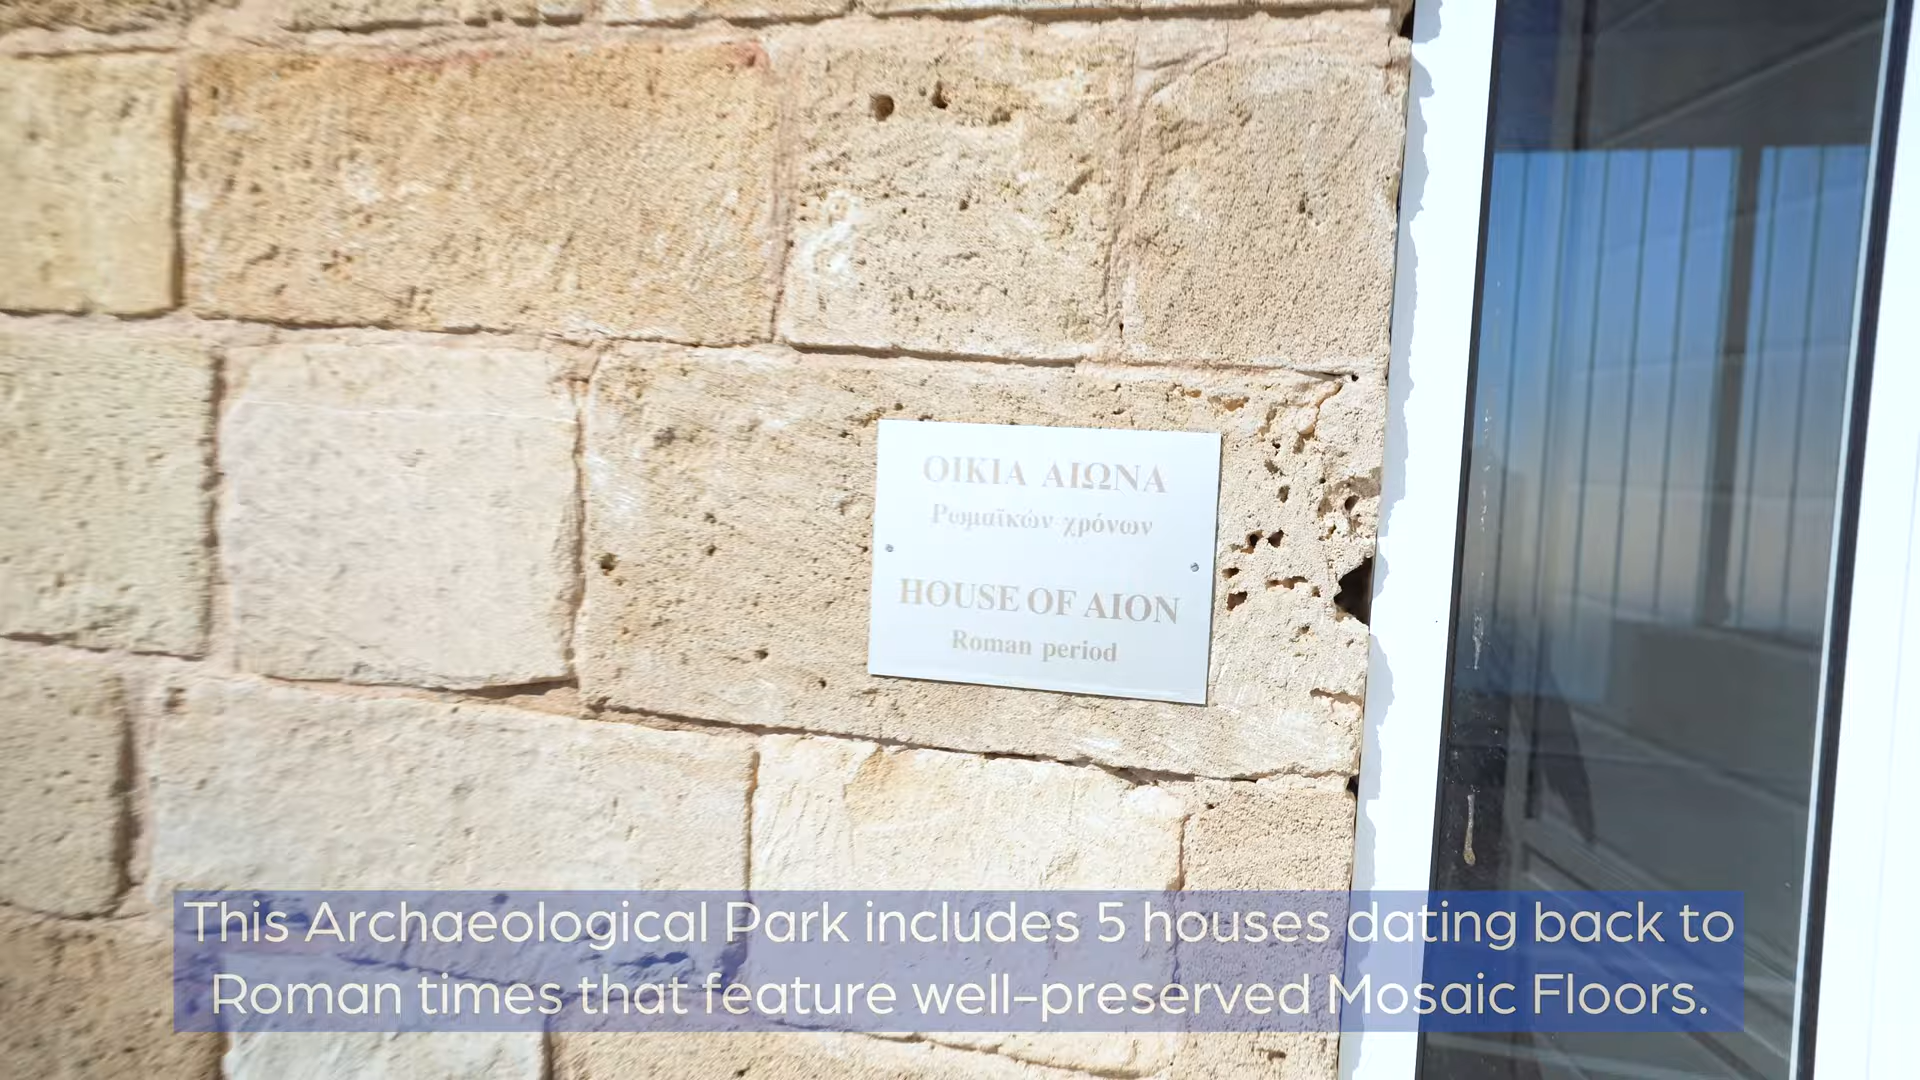 ΟΙΚΙΑ ΑΙΩΝΑ
Ρωμαϊκών χρόνων
HOUSE OF AION
Roman period
This Archaeological Park includes 5 houses dating back to
Roman times that feature well-preserved Mosaic Floors.